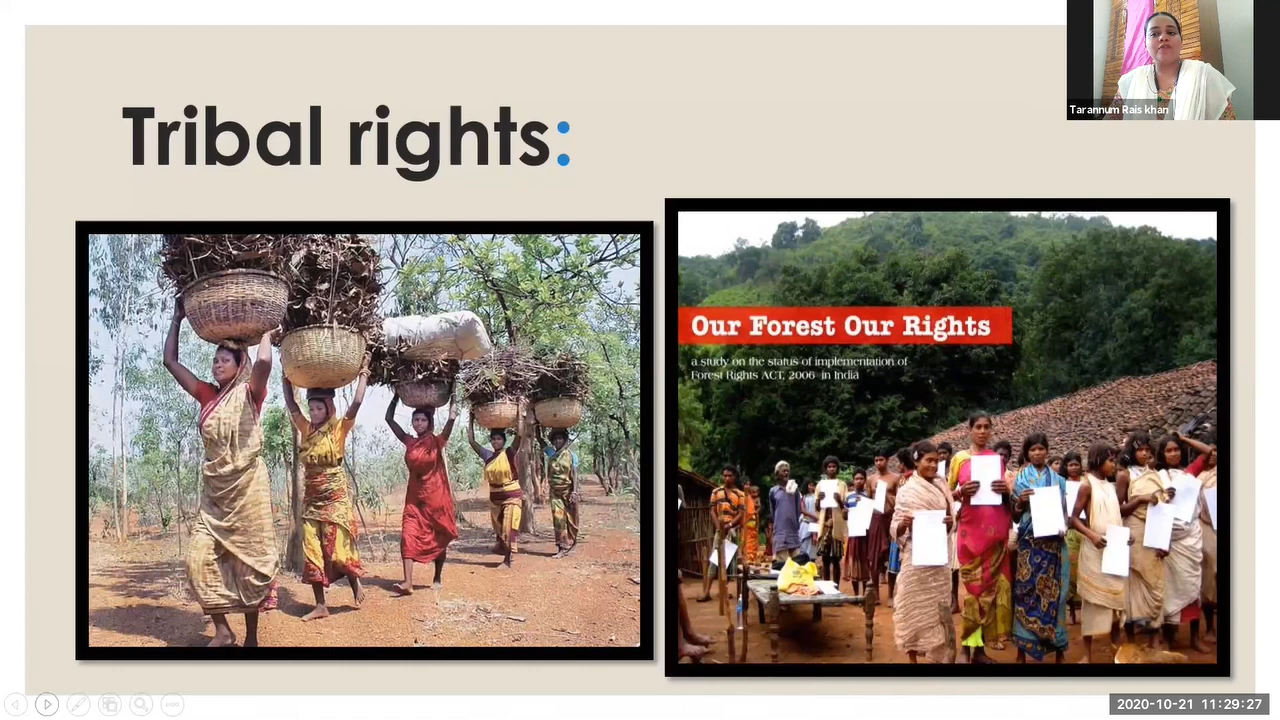 Tribal rights:
Tarannum Rais khan
Our Forest Our Rights
a study on the status of implementation of
Forest Rights ACT, 2006 in India
2020-10-21 11:29:27